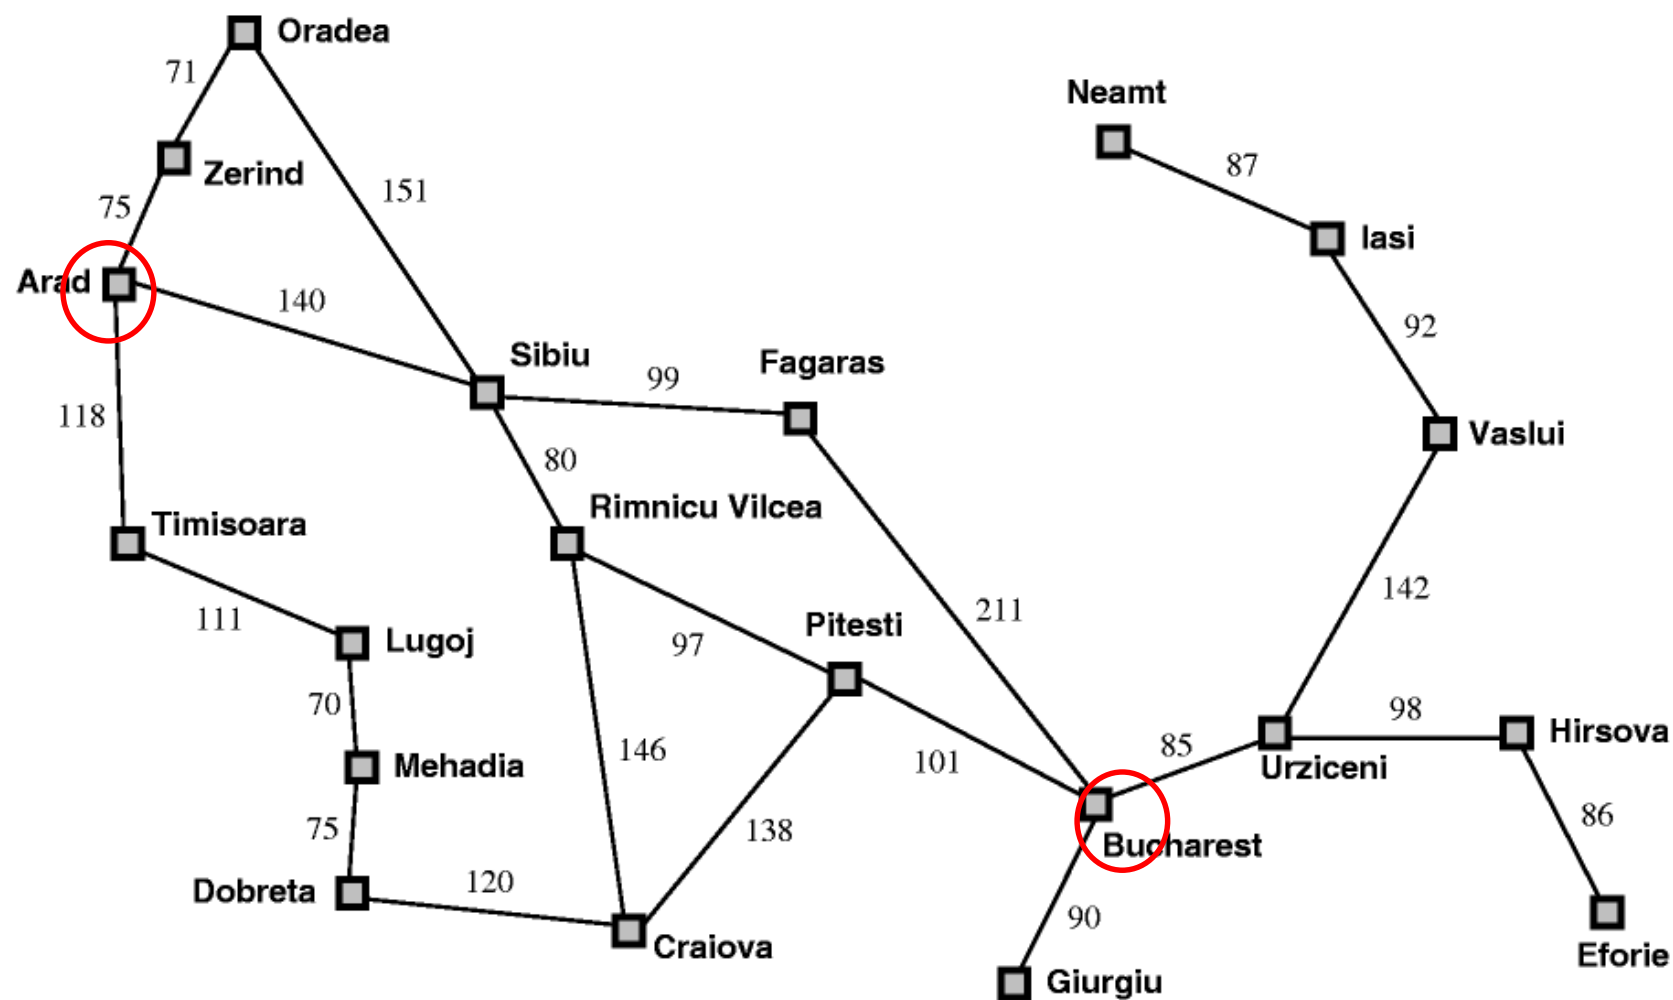 Oradea
71
Neamt
87
Zerind
151
75
Iasi
Arad
140
92
Sibiu
Fagaras
99
118
Vaslui
80
Rimnicu Vilcea
Timisoara
142
211
111
Pitesti
Lugoj
97
70
98
Hirsova
146
85
Mehadia
101
Urziceni
86
75
138
Bucharest
Dobreta
120
90
Craiova
Eforie
Giurgiu